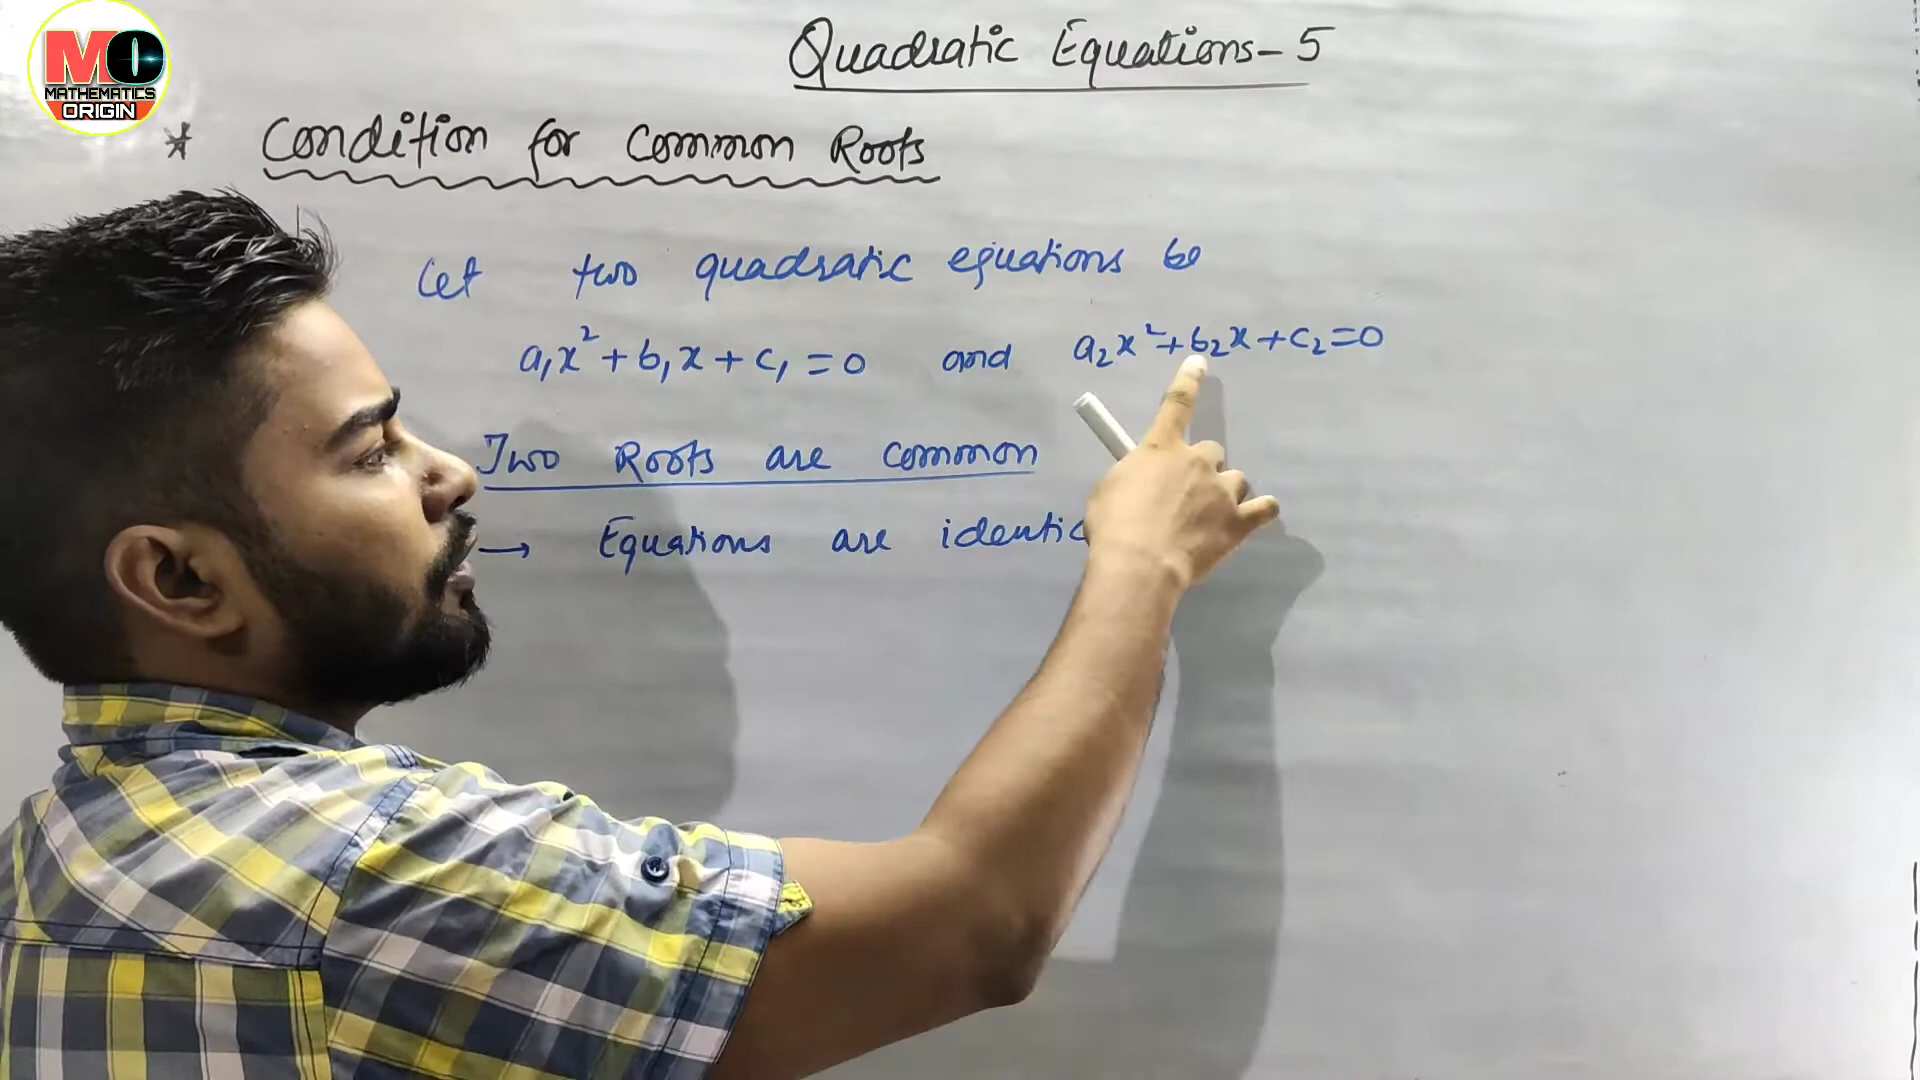 MO
MATHEMATICS
ORIGIN
Quadratic Equations-5
* Condition for Common Roots
Let two quadratic equations be
a₁x² + b₁x + c₁ = 0 and a₂x² + b₂x + c₂ = 0
Two Roots are common
→ Equations are